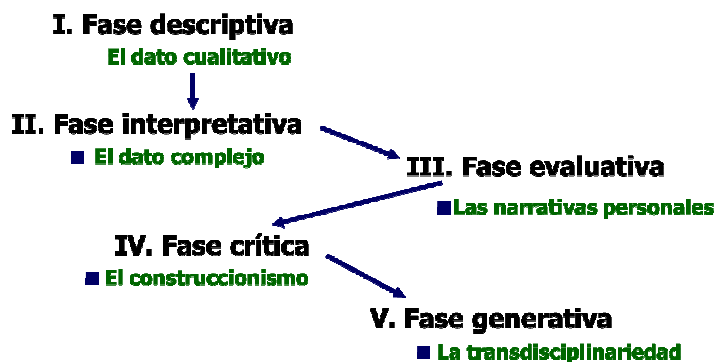 I. Fase descriptiva
El dato cualitativo
II. Fase interpretativa
El dato complejo
III. Fase evaluativa
Las narrativas personales
IV. Fase crítica
El construccionismo
V. Fase generativa
La transdisciplinariedad